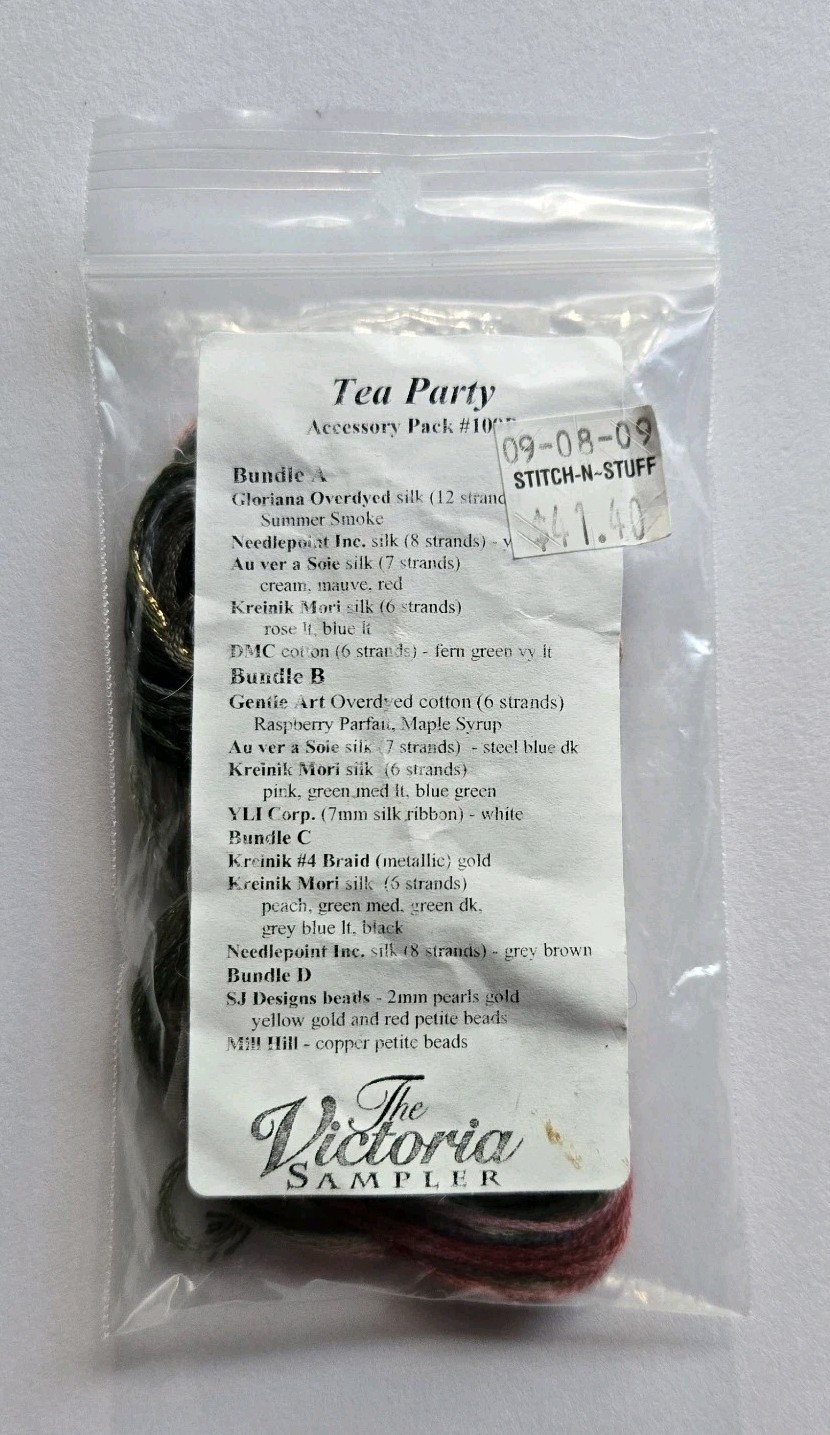 Tea Party
Accessory Pack
09-08-09
STITCH-N~STUFF
$41.40
Bundle A
Gloriana Overdyed silk (12
Summer Smoke
Needlepoint Inc. silk (8 strands) -
Au ver a Soie silk (7 strands)
cream, mauve, red
Kreinik Mori silk (6 strands)
rose lt, blue lt
DMC cotton (6 strands) - fern green vy lt
Bundle B
Gentle Art Overdyed cotton (6 strands)
Raspberry Parfait, Maple Syrup
Au ver a Soie silk (7 strands) - steel blue dk
Kreinik Mori silk (6 strands)
pink, green med lt, blue green
YLI Corp. (7mm silk ribbon) - white
Bundle C
Kreinik #4 Braid (metallic) gold
Kreinik Mori silk (6 strands)
peach, green med, green dk,
grey blue lt, black
Needlepoint Inc. silk (8 strands) - grey brown
Bundle D
SJ Designs beads - 2mm pearls gold
yellow gold and red petite beads
Mill Hill - copper petite beads
The
Victoria
SAMPLER